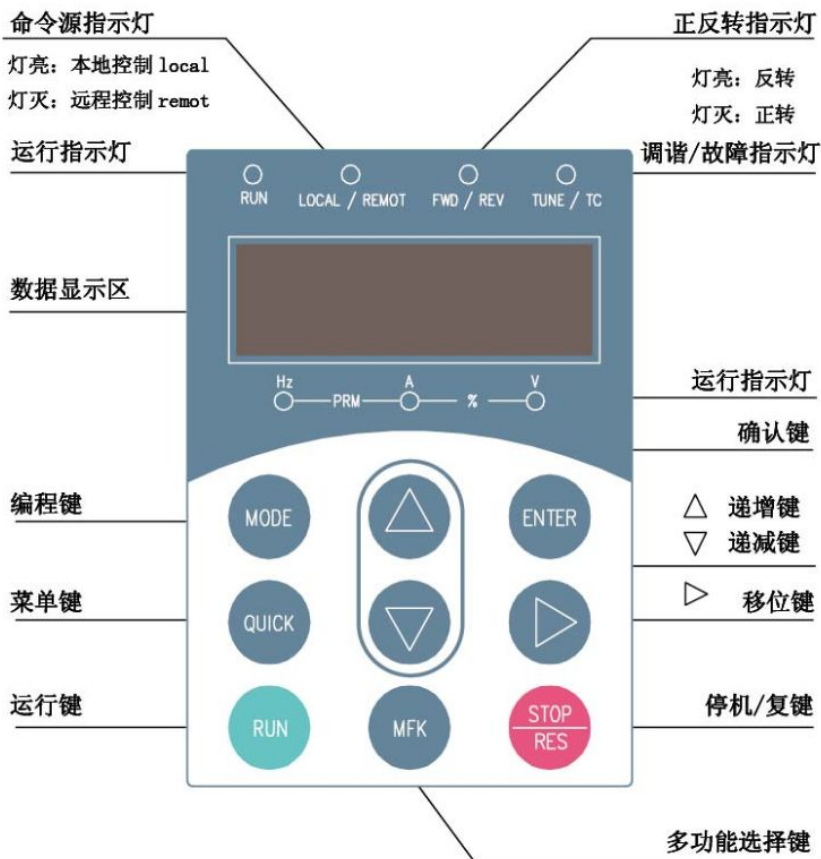 命令源指示灯
正反转指示灯
灯亮：本地控制 local
灯灭：远程控制 remot
灯亮：反转
灯灭：正转
运行指示灯
调谐/故障指示灯
RUN
LOCAL / REMOT
FWD / REV
TUNE / TC
数据显示区
Hz
A
V
PRM
%
运行指示灯
确认键
编程键
MODE
△
ENTER
△ 递增键
▽ 递减键
菜单键
QUICK
▽
▷
▷ 移位键
运行键
RUN
MFK
STOP
RES
停机/复键
多功能选择键